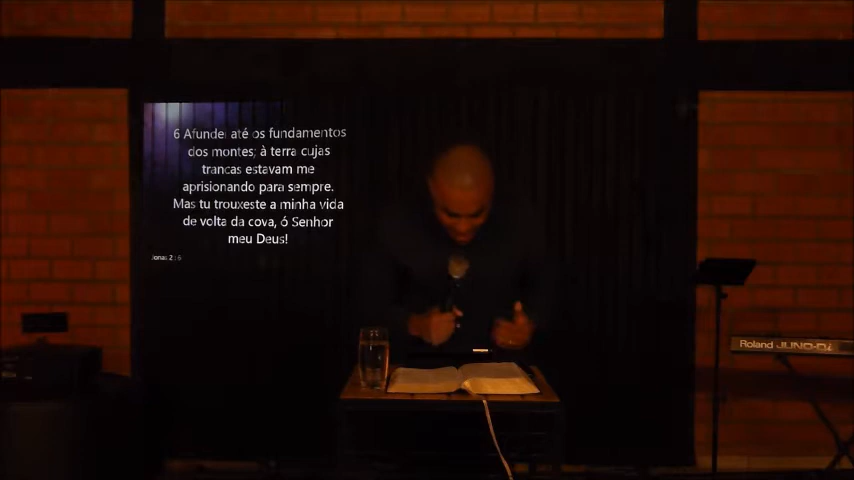 6 Afundei até os fundamentos
dos montes; à terra cujas
trancas estavam me
aprisionando para sempre.
Mas tu trouxeste a minha vida
de volta da cova, ó Senhor
meu Deus!
Jonas 2 : 6
Roland JUNO-Di